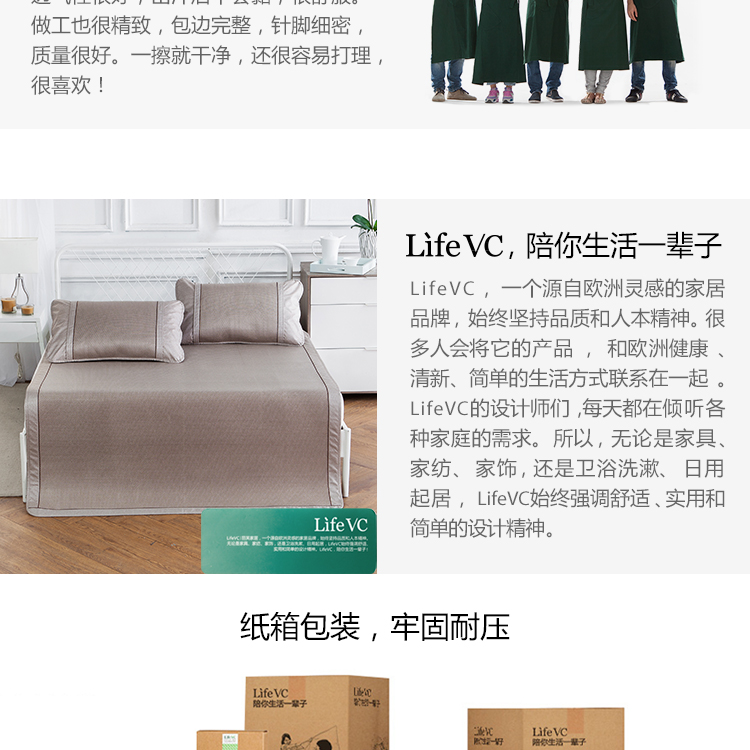 做工也很精致，包边完整，针脚细密，
质量很好。一擦就干净，还很容易打理，
很喜欢！
LifeVC，陪你生活一辈子
LifeVC，一个源自欧洲灵感的家居
品牌，始终坚持品质和人本精神。很
多人会将它的产品，和欧洲健康、
清新、简单的生活方式联系在一起。
LifeVC的设计师们，每天都在倾听各
种家庭的需求。所以，无论是家具、
家纺、家饰，还是卫浴洗漱、日用
起居，LifeVC始终强调舒适、实用和
简单的设计精神。
LifeVC
纸箱包装，牢固耐压
LifeVC
陪你生活一辈子
LifeVC
LifeVC
LifeVC
陪你生活一辈子